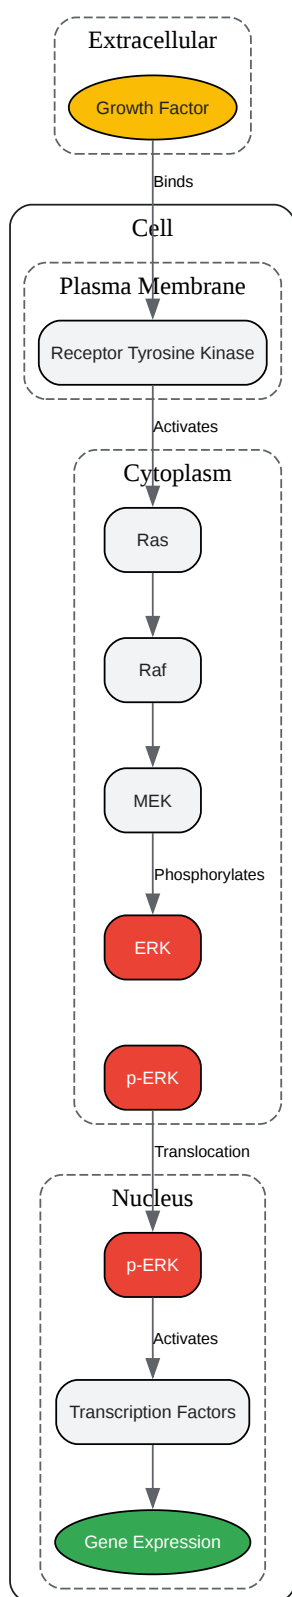 Extracellular
Growth Factor
Binds
Cell
Plasma Membrane
Receptor Tyrosine Kinase
Activates
Cytoplasm
Ras
Raf
MEK
Phosphorylates
ERK
p-ERK
Translocation
Nucleus
p-ERK
Activates
Transcription Factors
Gene Expression